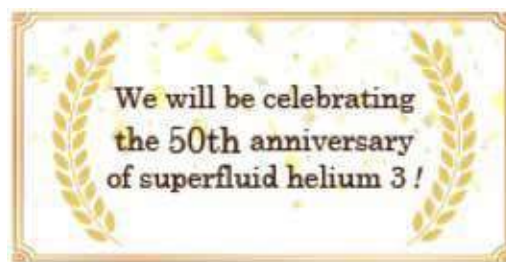 We will be celebrating
the 50th anniversary
of superfluid helium 3 !